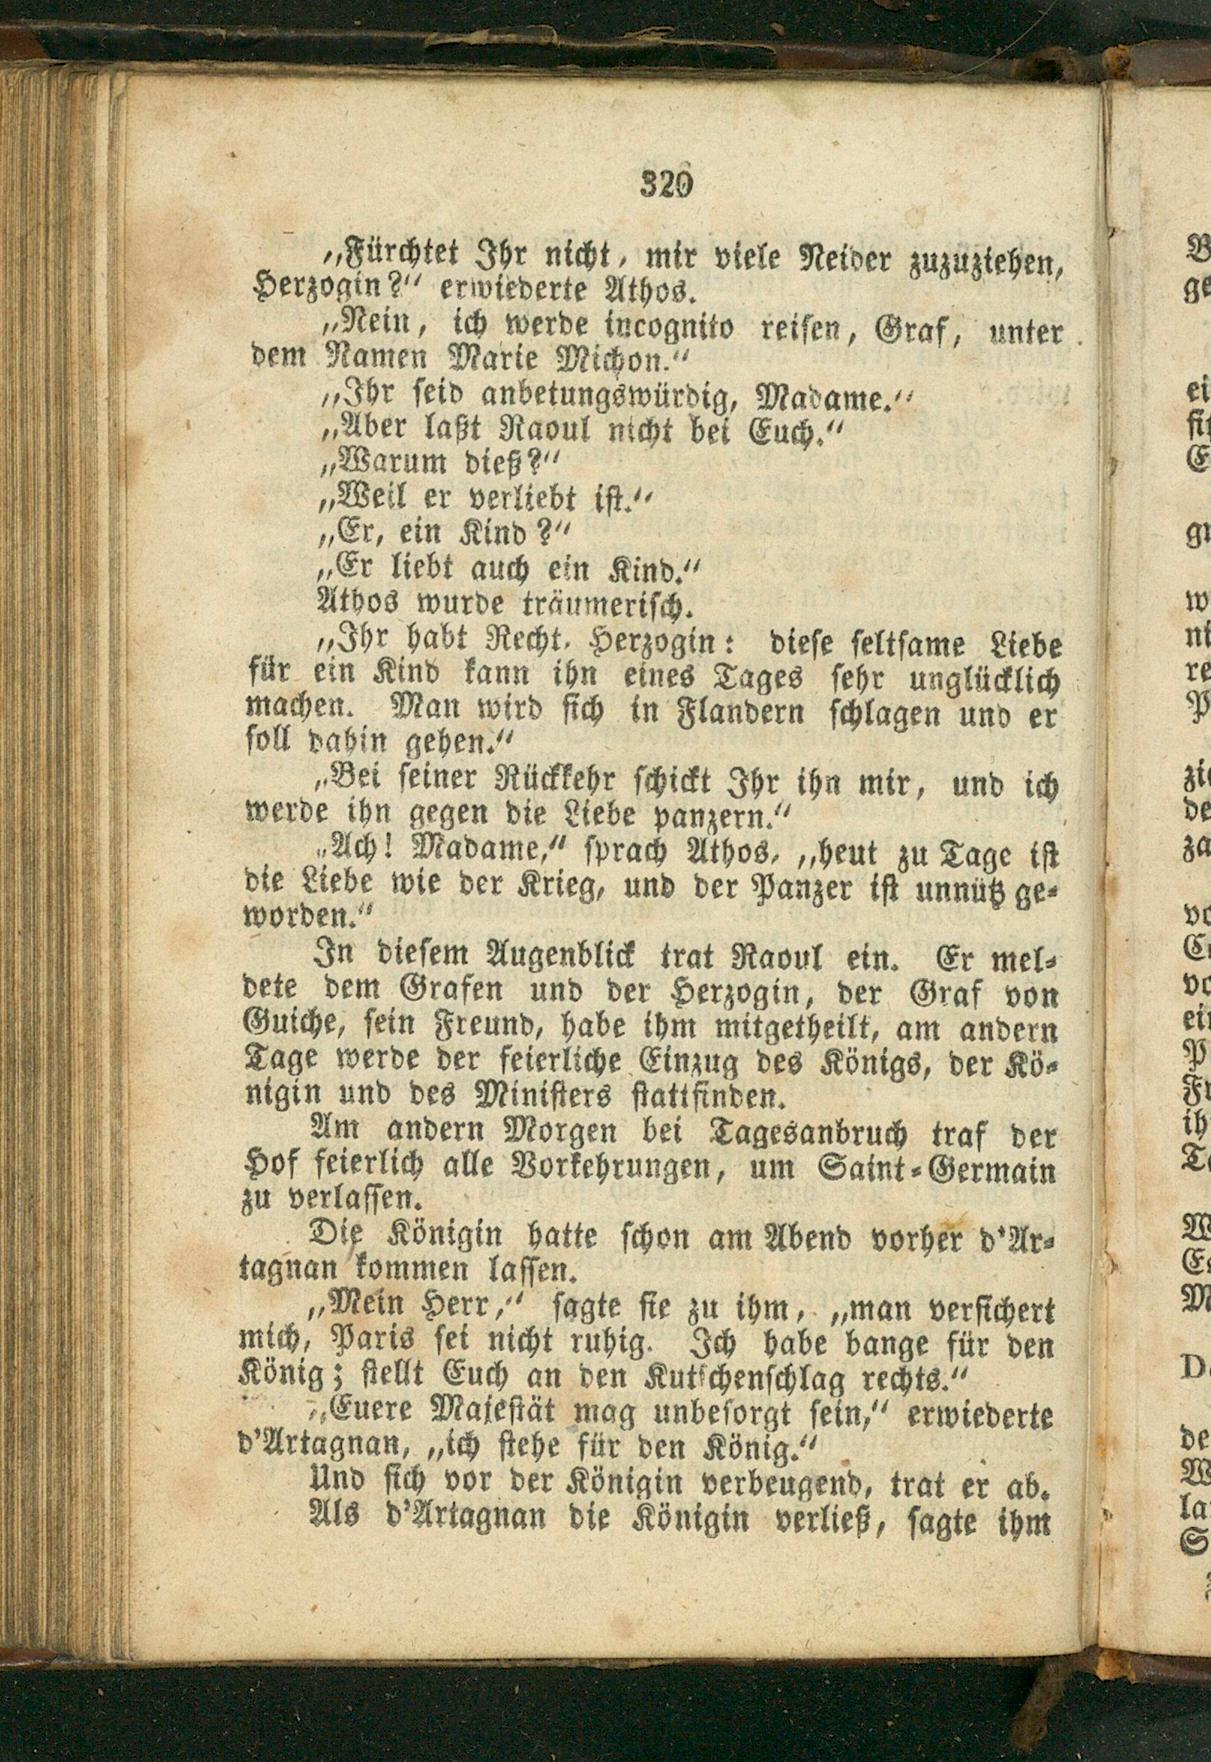 320
„Fürchtet Ihr nicht, mir viele Neider zuzuziehen,
Herzogin?“ erwiederte Athos.
„Nein, ich werde incognito reisen, Graf, unter
dem Namen Marie Michon.“
„Ihr seid anbetungswürdig, Madame.“
„Aber laßt Raoul nicht bei Euch.“
„Warum dieß?“
„Weil er verliebt ist.“
„Er, ein Kind?“
„Er liebt auch ein Kind.“
Athos wurde träumerisch.
„Ihr habt Recht, Herzogin: diese seltsame Liebe
für ein Kind kann ihn eines Tages sehr unglücklich
machen. Man wird sich in Flandern schlagen und er
soll dahin gehen.“
„Bei seiner Rückkehr schickt Ihr ihn mir, und ich
werde ihn gegen die Liebe panzern.“
„Ach! Madame,“ sprach Athos, „heut zu Tage ist
die Liebe wie der Krieg, und der Panzer ist unnütz ge-
worden.“
In diesem Augenblick trat Raoul ein. Er mel-
dete dem Grafen und der Herzogin, der Graf von
Guiche, sein Freund, habe ihm mitgetheilt, am andern
Tage werde der feierliche Einzug des Königs, der Kö-
nigin und des Ministers stattfinden.
Am andern Morgen bei Tagesanbruch traf der
Hof feierlich alle Vorkehrungen, um Saint-Germain
zu verlassen.
Die Königin hatte schon am Abend vorher d'Ar-
tagnan kommen lassen.
„Mein Herr,“ sagte sie zu ihm, „man versichert
mich, Paris sei nicht ruhig. Ich habe bange für den
König; stellt Euch an den Kutschenschlag rechts.“
„Euere Majestät mag unbesorgt sein,“ erwiederte
d'Artagnan, „ich stehe für den König.“
Und sich vor der Königin verbeugend, trat er ab.
Als d'Artagnan die Königin verließ, sagte ihm